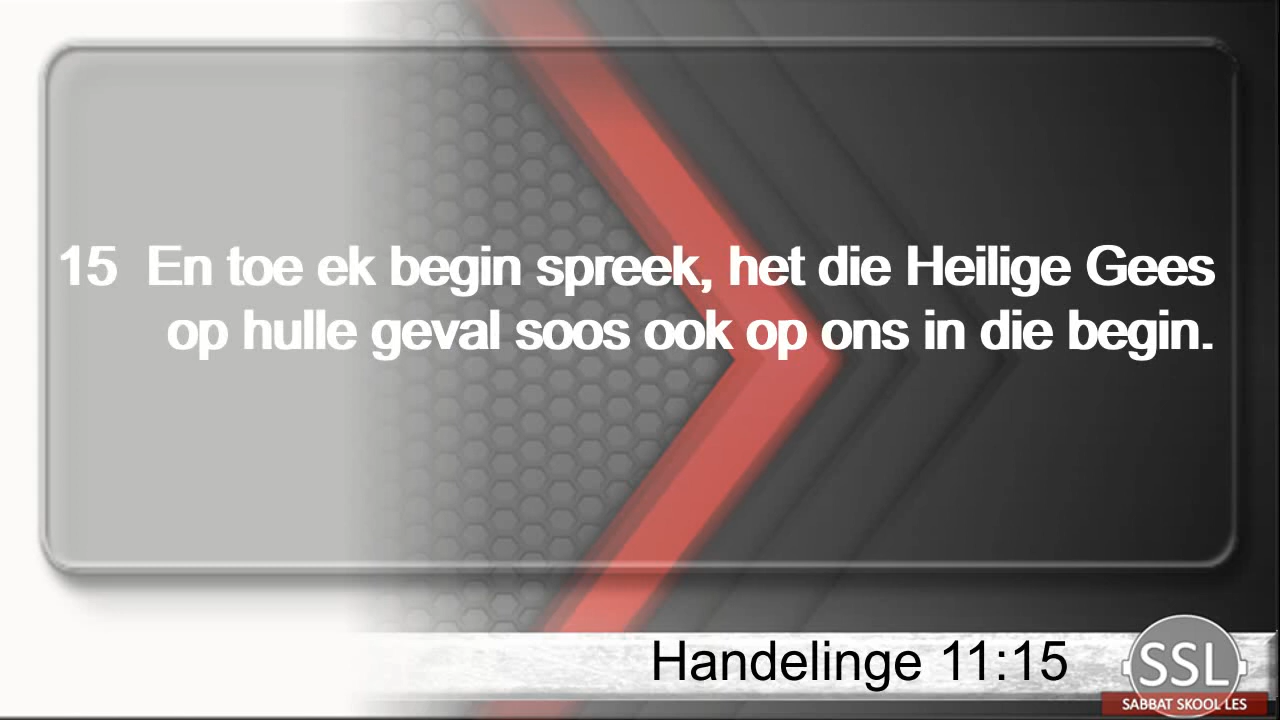 15 En toe ek begin spreek, het die Heilige Gees
op hulle geval soos ook op ons in die begin.
Handelinge 11:15
SSL
SABBAT SKOOL LES